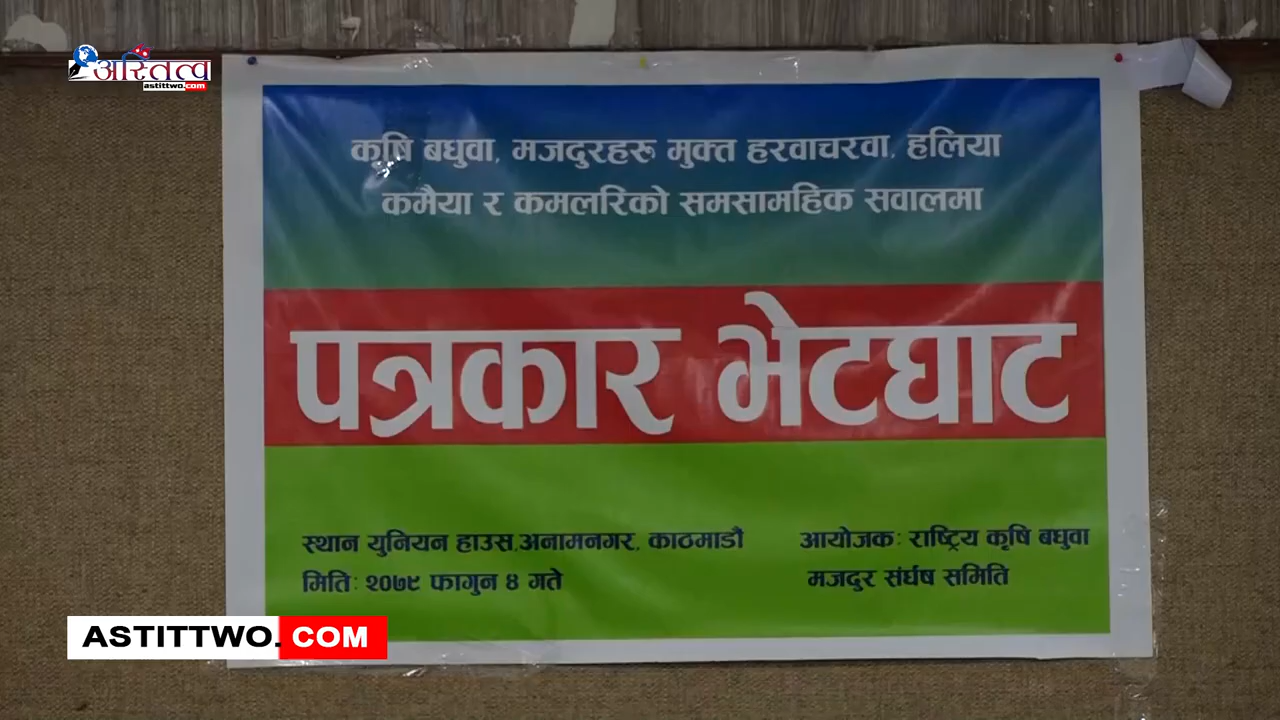 अस्तित्व
astittwo.com
कृषि बधुवा, मजदुरहरू मुक्त हरवाचरवा, हलिया
कमैया र कमलरिको समसामहिक सवालमा
पत्रकार भेटघाट
स्थान युनियन हाउस,अनामनगर, काठमाडौं
मितिः २०७९ फागुन ४ गते
आयोजकः राष्ट्रिय कृषि बधुवा
मजदुर संर्घष समिति
ASTITTWO. COM